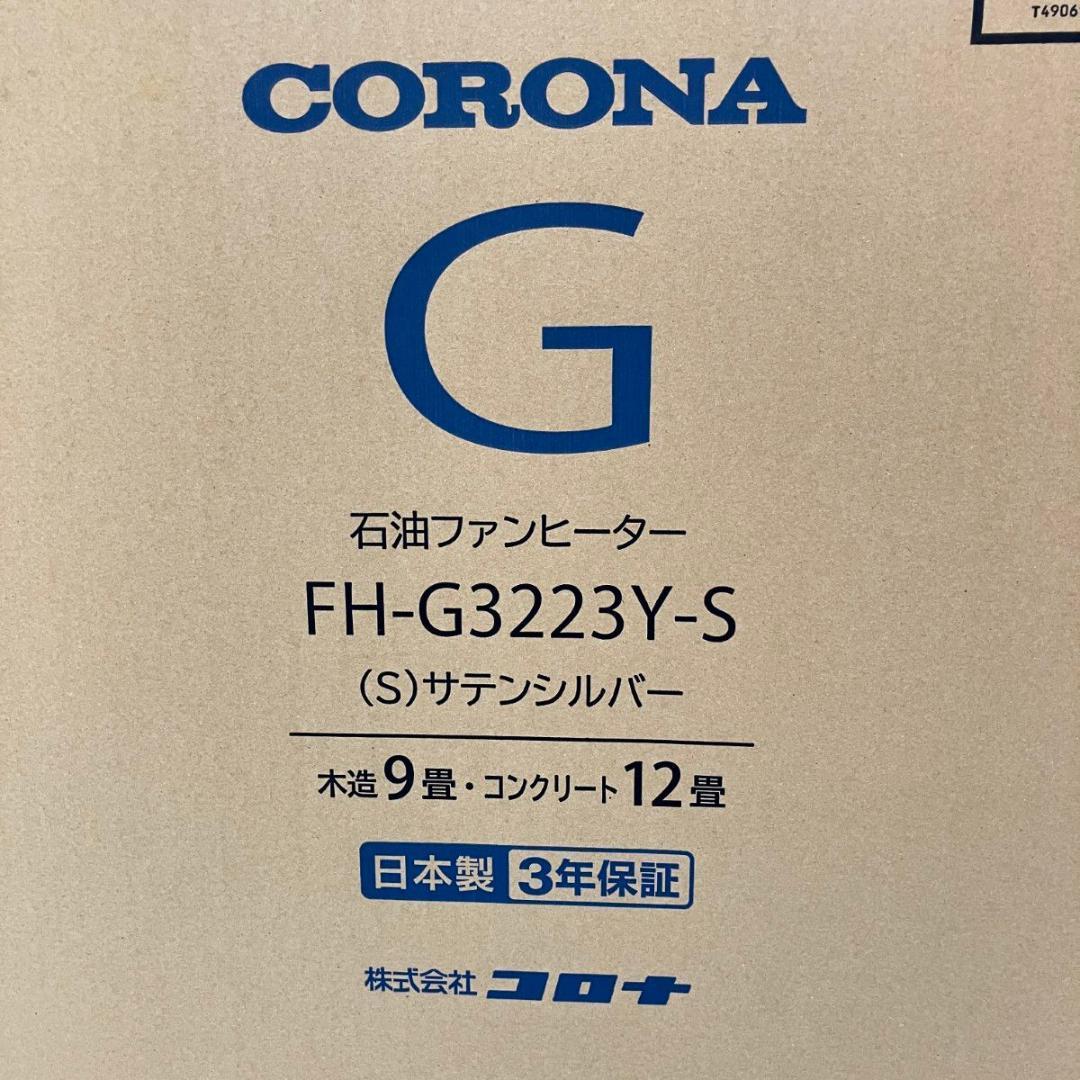 T4906
CORONA
G
石油ファンヒーター
FH-G3223Y-S
(S)サテンシルバー
木造9畳・コンクリート12畳
日本製 3年保証
株式会社 コロナ